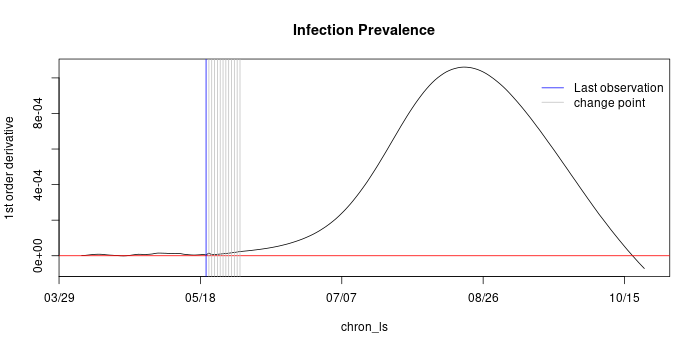 Infection Prevalence
1st order derivative
8e-04
4e-04
0e+00
Last observation
change point
03/29 05/18 07/07 08/26 10/15
chron_ls